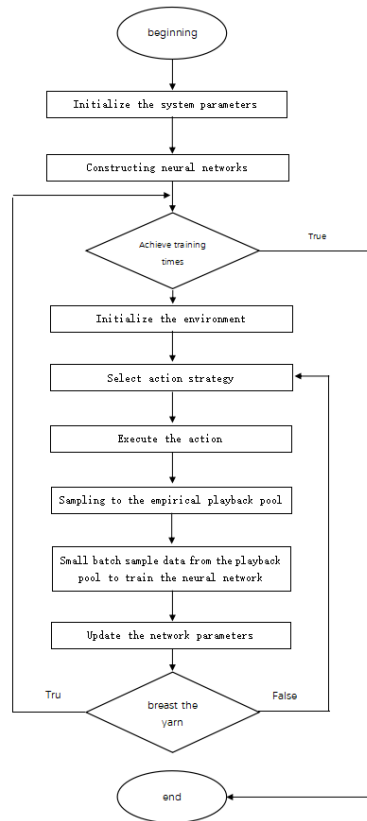 beginning
Initialize the system parameters
Constructing neural networks
Achieve training
times
True
Initialize the environment
Select action strategy
Execute the action
Sampling to the empirical playback pool
Small batch sample data from the playback
pool to train the neural network
Update the network parameters
Tru
breast the
yarn
False
end